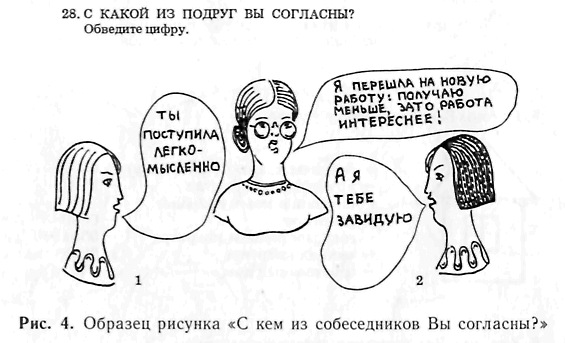 28. С КАКОЙ ИЗ ПОДРУГ ВЫ СОГЛАСНЫ?
Обведите цифру.
Я ПЕРЕШЛА НА НОВУЮ
РАБОТУ: ПОЛУЧАЮ
МЕНЬШЕ, ЗАТО РАБОТА
ИНТЕРЕСНЕЕ!
ТЫ
ПОСТУПИЛА
ЛЕГКО-
МЫСЛЕННО
А Я
ТЕБЕ
ЗАВИДУЮ
1
2
Рис. 4. Образец рисунка «С кем из собеседников Вы согласны?»